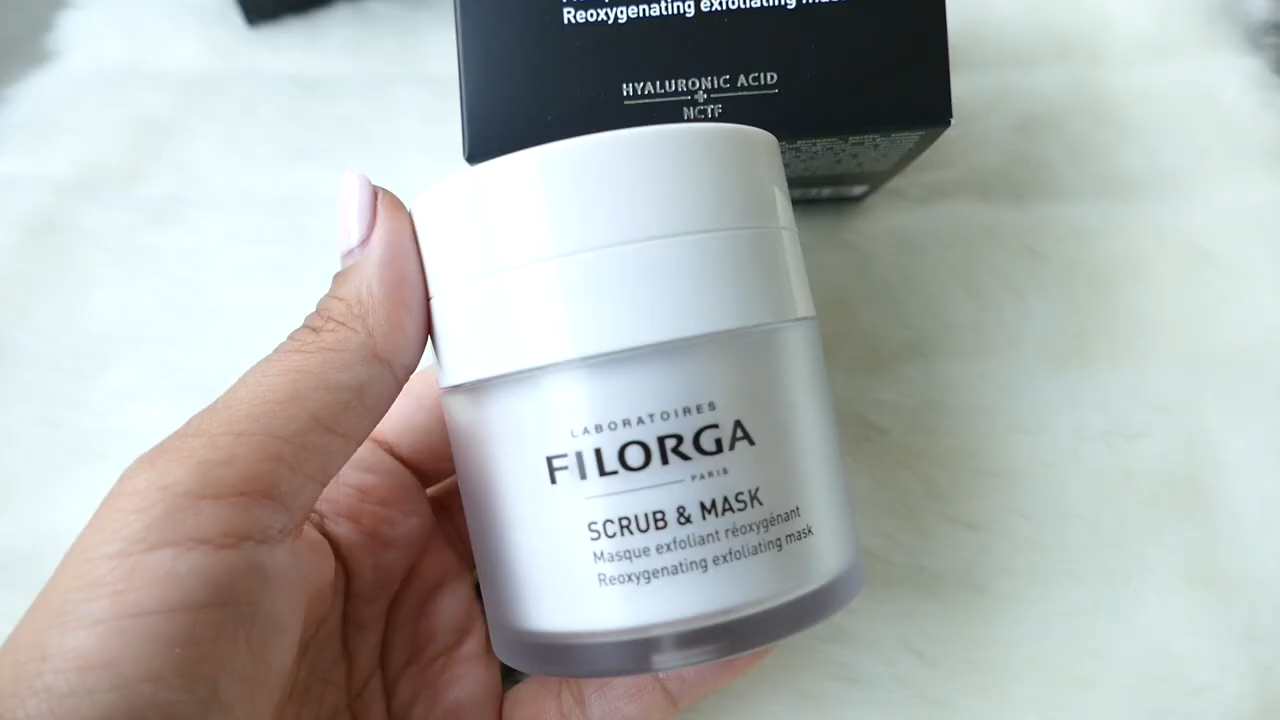 Reoxygenating exfoliating mask
HYALURONIC ACID
+
NCTF
LABORATOIRES
FILORGA
PARIS
SCRUB & MASK
Masque exfoliant réoxygénant
Reoxygenating exfoliating mask